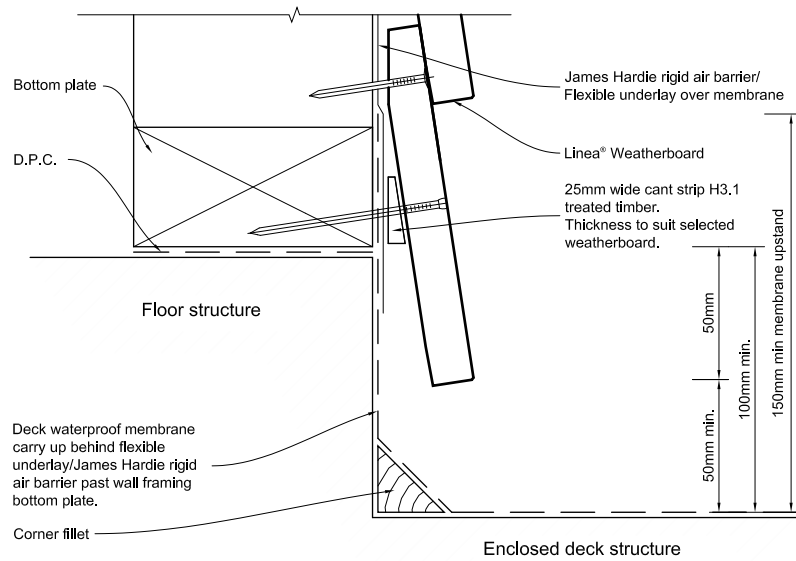 Bottom plate
D.P.C.
Floor structure
James Hardie rigid air barrier/
Flexible underlay over membrane
Linea® Weatherboard
25mm wide cant strip H3.1
treated timber.
Thickness to suit selected
weatherboard.
50mm
50mm min.
100mm min.
150mm min membrane upstand
Deck waterproof membrane
carry up behind flexible
underlay/James Hardie rigid
air barrier past wall framing
bottom plate.
Corner fillet
Enclosed deck structure